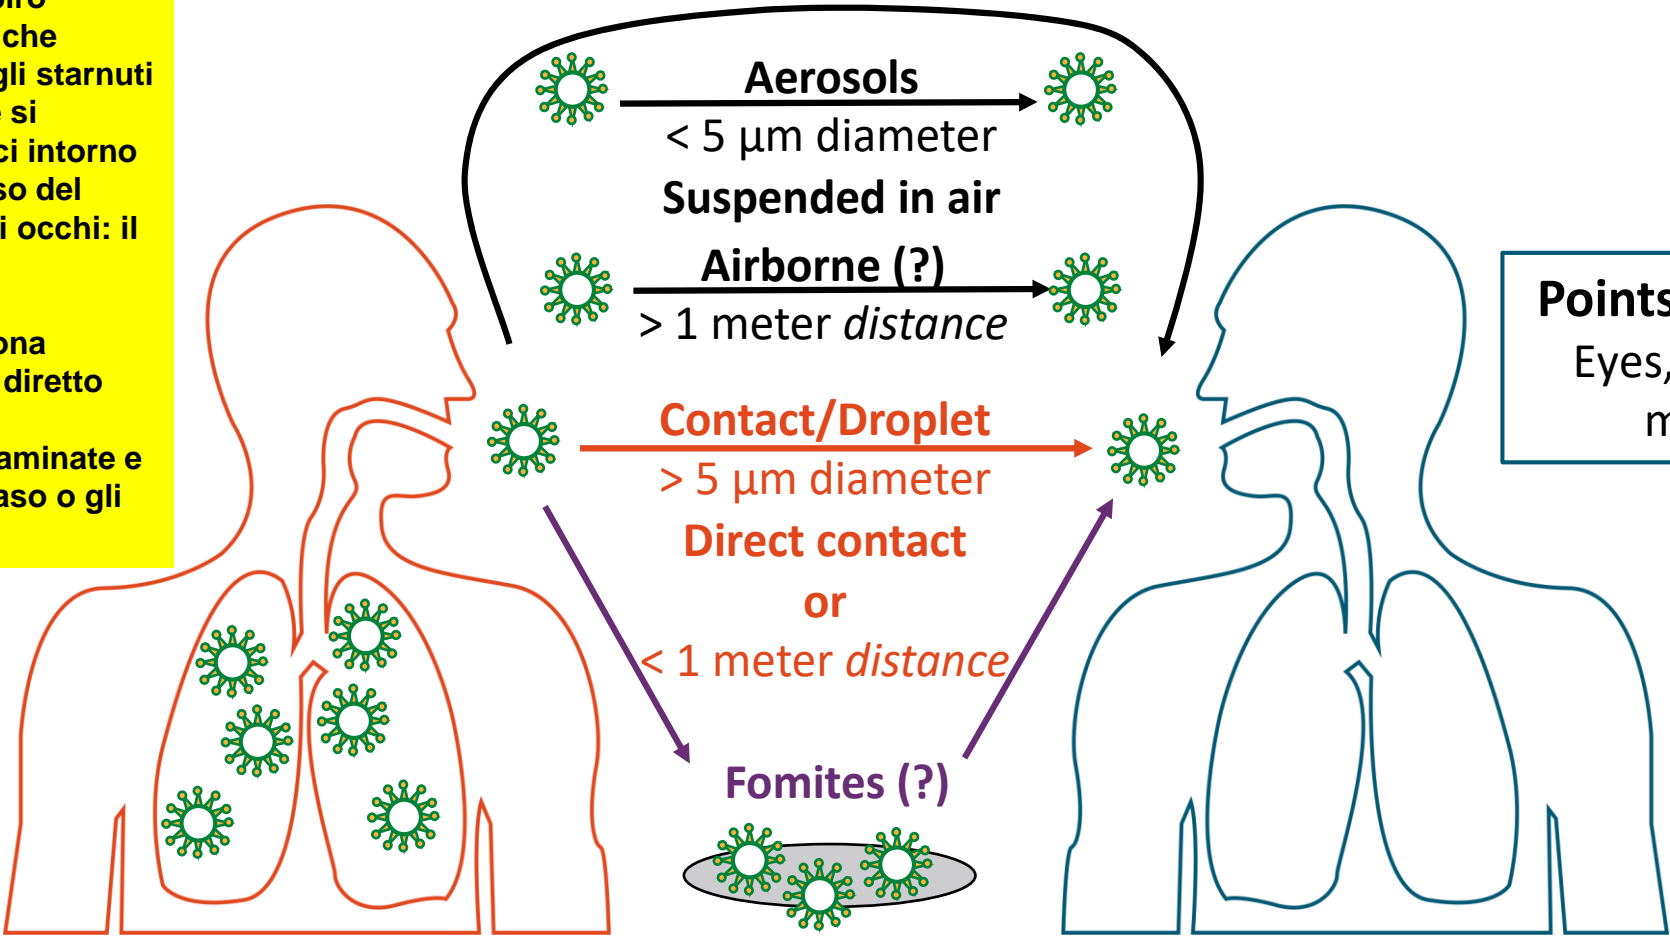 che
gli starnuti
e si
ci intorno
so del
i occhi: il
ona
diretto
aminate e
aso o gli
Aerosols
< 5 µm diameter
Suspended in air
Airborne (?)
> 1 meter distance
Contact/Droplet
> 5 µm diameter
Direct contact
or
< 1 meter distance
Fomites (?)
Points
Eyes,
m